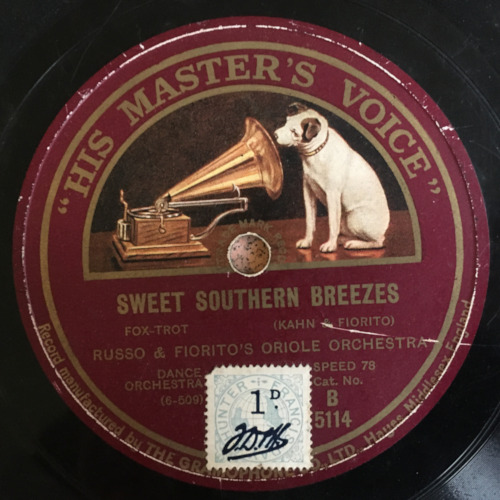 "HIS MASTER'S VOICE"
SWEET SOUTHERN BREEZES
FOX-TROT (KAHN & FIORITO)
RUSSO & FIORITO'S ORIOLE ORCHESTRA
DANCE SPEED 78
ORCHESTRA Cat. No.
(6-509) B
5114
1D
Record manufactured by THE GRAMOPHONE CO., LTD., Hayes, Middlesex, England.